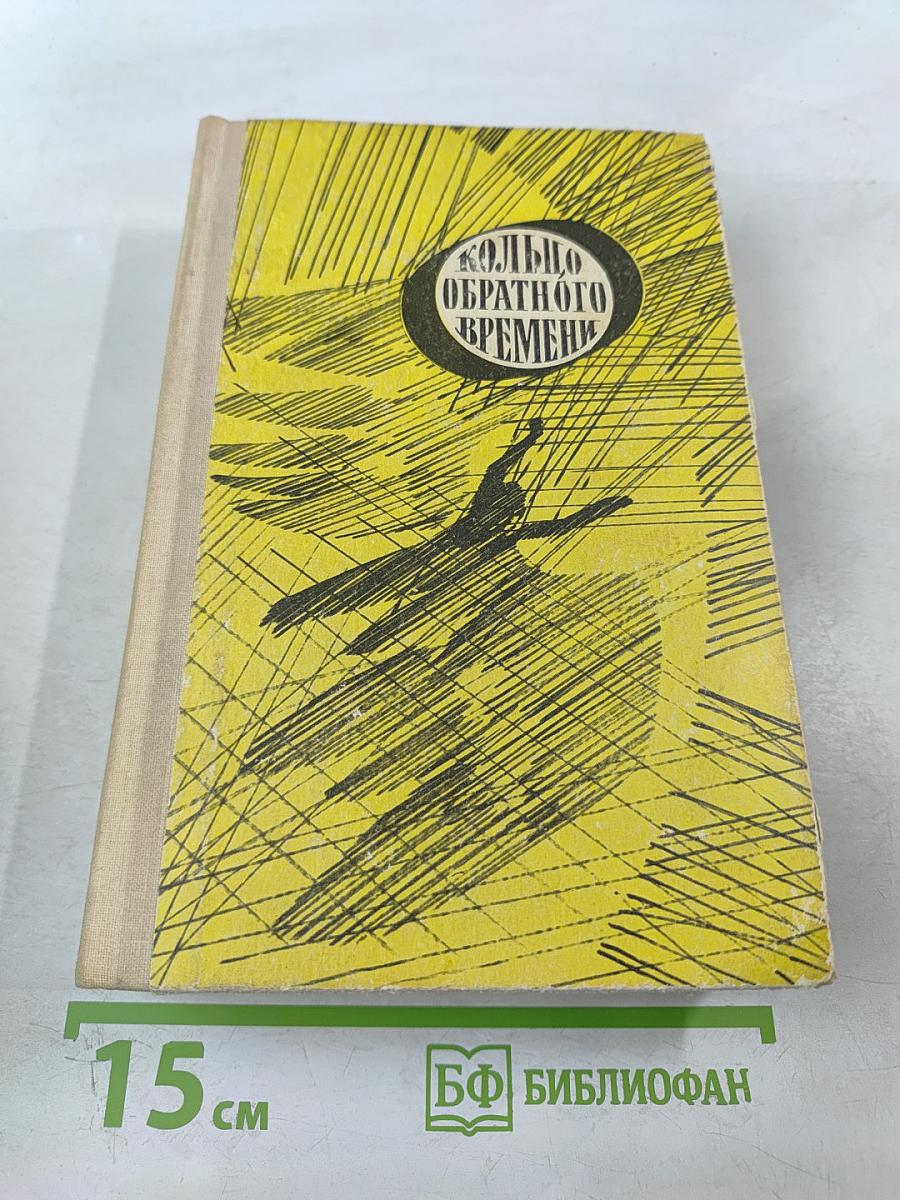 КОЛЬЦО
ОБРАТНОГО
ВРЕМЕНИ
15 см
БФ БИБЛИОФАН